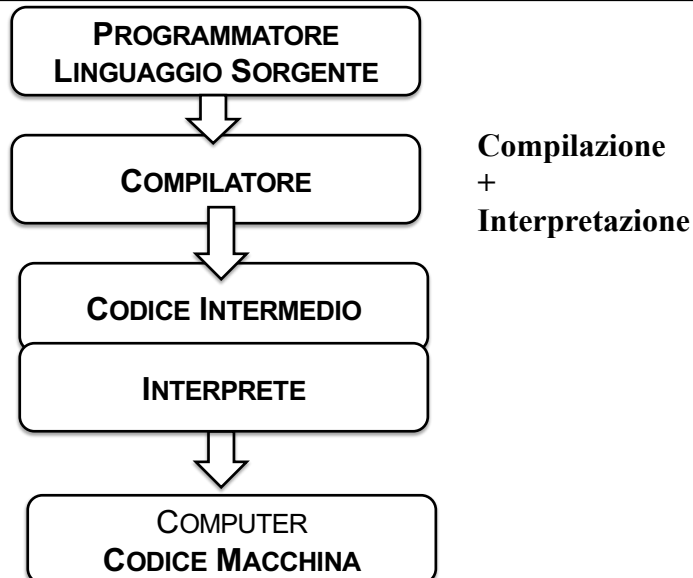 PROGRAMMATORE
LINGUAGGIO SORGENTE
COMPILATORE
Compilazione
+
Interpretazione
CODICE INTERMEDIO
INTERPRETE
COMPUTER
CODICE MACCHINA